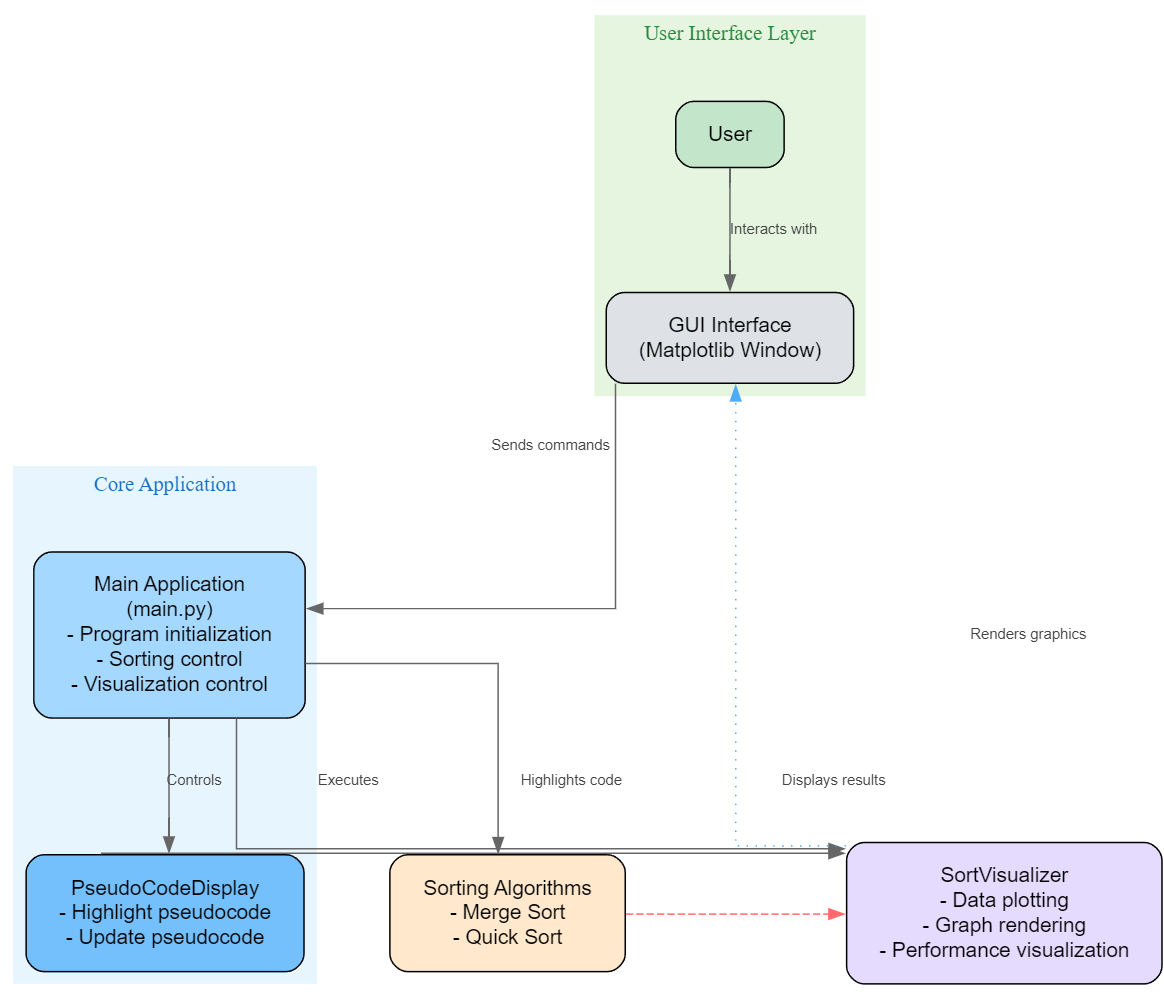 User Interface Layer
User
Interacts with
GUI Interface
(Matplotlib Window)
Sends commands
Core Application
Main Application
(main.py)
- Program initialization
- Sorting control
- Visualization control
Renders graphics
Controls
Executes
Highlights code
Displays results
PseudoCodeDisplay
- Highlight pseudocode
- Update pseudocode
Sorting Algorithms
- Merge Sort
- Quick Sort
SortVisualizer
- Data plotting
- Graph rendering
- Performance visualization